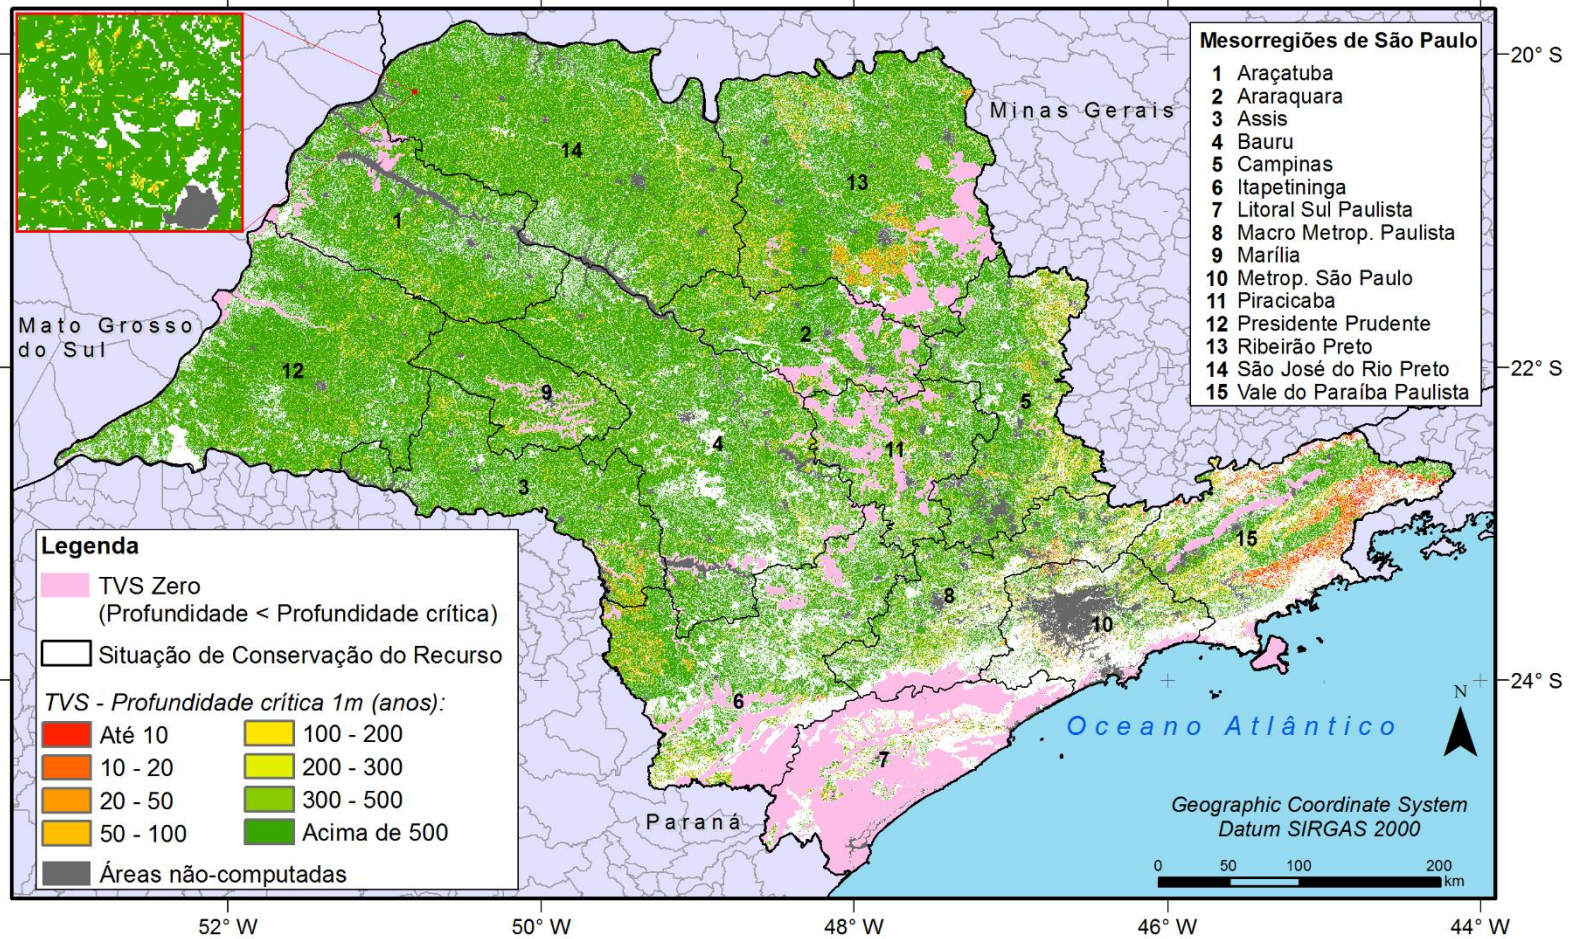 Mesorregiões de São Paulo
1 Araçatuba
2 Araraquara
3 Assis
4 Bauru
5 Campinas
6 Itapetininga
7 Litoral Sul Paulista
8 Macro Metrop. Paulista
9 Marília
10 Metrop. São Paulo
11 Piracicaba
12 Presidente Prudente
13 Ribeirão Preto
14 São José do Rio Preto
15 Vale do Paraíba Paulista
20° S
22° S
24° S
Minas Gerais
Mato Grosso
do Sul
Paraná
Oceano Atlântico
14
13
1
2
12
9
5
4
11
3
15
8
10
6
7
Legenda
TVS Zero
(Profundidade < Profundidade crítica)
Situação de Conservação do Recurso
TVS - Profundidade crítica 1m (anos):
Até 10
10 - 20
20 - 50
50 - 100
100 - 200
200 - 300
300 - 500
Acima de 500
Áreas não-computadas
N
Geographic Coordinate System
Datum SIRGAS 2000
0 50 100 200
km
52° W 50° W 48° W 46° W 44° W